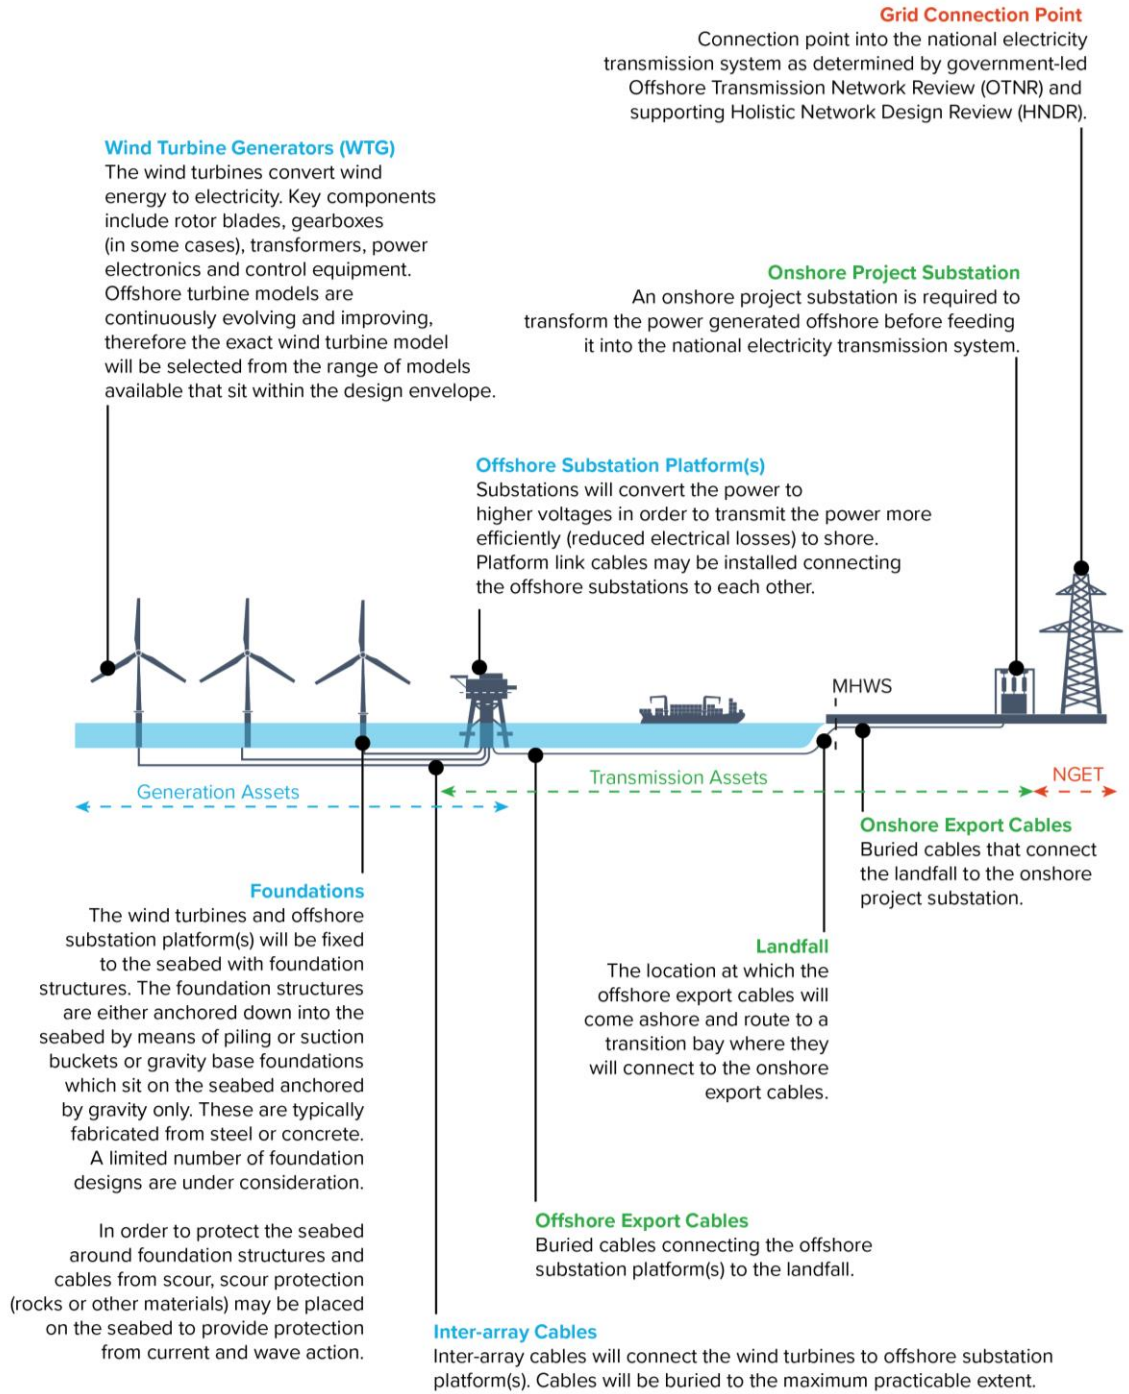 Grid Connection Point
Connection point into the national electricity
transmission system as determined by government-led
Offshore Transmission Network Review (OTNR) and
supporting Holistic Network Design Review (HNDR).
Wind Turbine Generators (WTG)
The wind turbines convert wind
energy to electricity. Key components
include rotor blades, gearboxes
(in some cases), transformers, power
electronics and control equipment.
Offshore turbine models are
continuously evolving and improving,
therefore the exact wind turbine model
will be selected from the range of models
available that sit within the design envelope.
Onshore Project Substation
An onshore project substation is required to
transform the power generated offshore before feeding
it into the national electricity transmission system.
Offshore Substation Platform(s)
Substations will convert the power to
higher voltages in order to transmit the power more
efficiently (reduced electrical losses) to shore.
Platform link cables may be installed connecting
the offshore substations to each other.
MHWS
Generation Assets
Transmission Assets
NGET
Onshore Export Cables
Buried cables that connect
the landfall to the onshore
project substation.
Foundations
The wind turbines and offshore
substation platform(s) will be fixed
to the seabed with foundation
structures. The foundation structures
are either anchored down into the
seabed by means of piling or suction
buckets or gravity base foundations
which sit on the seabed anchored
by gravity only. These are typically
fabricated from steel or concrete.
A limited number of foundation
designs are under consideration.
In order to protect the seabed
around foundation structures and
cables from scour, scour protection
(rocks or other materials) may be placed
on the seabed to provide protection
from current and wave action.
Landfall
The location at which the
offshore export cables will
come ashore and route to a
transition bay where they
will connect to the onshore
export cables.
Offshore Export Cables
Buried cables connecting the offshore
substation platform(s) to the landfall.
Inter-array Cables
Inter-array cables will connect the wind turbines to offshore substation
platform(s). Cables will be buried to the maximum practicable extent.